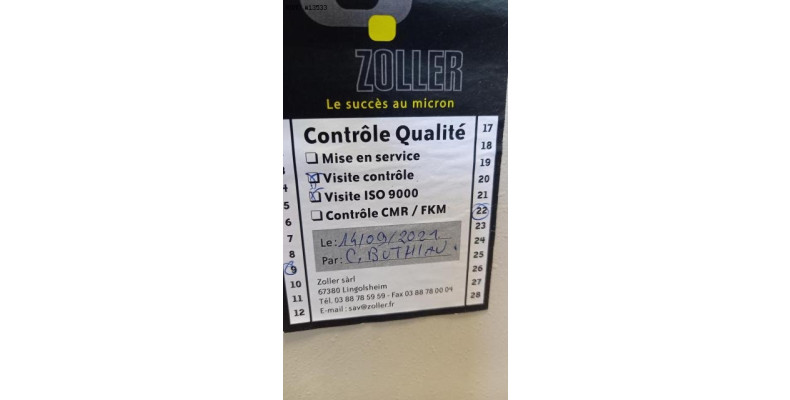 ZOLLER
Le succès au micron
Contrôle Qualité
Mise en service
Visite contrôle
Visite ISO 9000
Contrôle CMR / FKM
Le: 14/09/2021
Par: C. BUTHIAU
Zoller sàrl
67380 Lingolsheim
Tél. 03 88 78 59 59 - Fax 03 88 78 00 04
E-mail : sav@zoller.fr
4
5
6
7
8
9
10
11
12
17
18
19
20
21
22
23
24
25
26
27
28